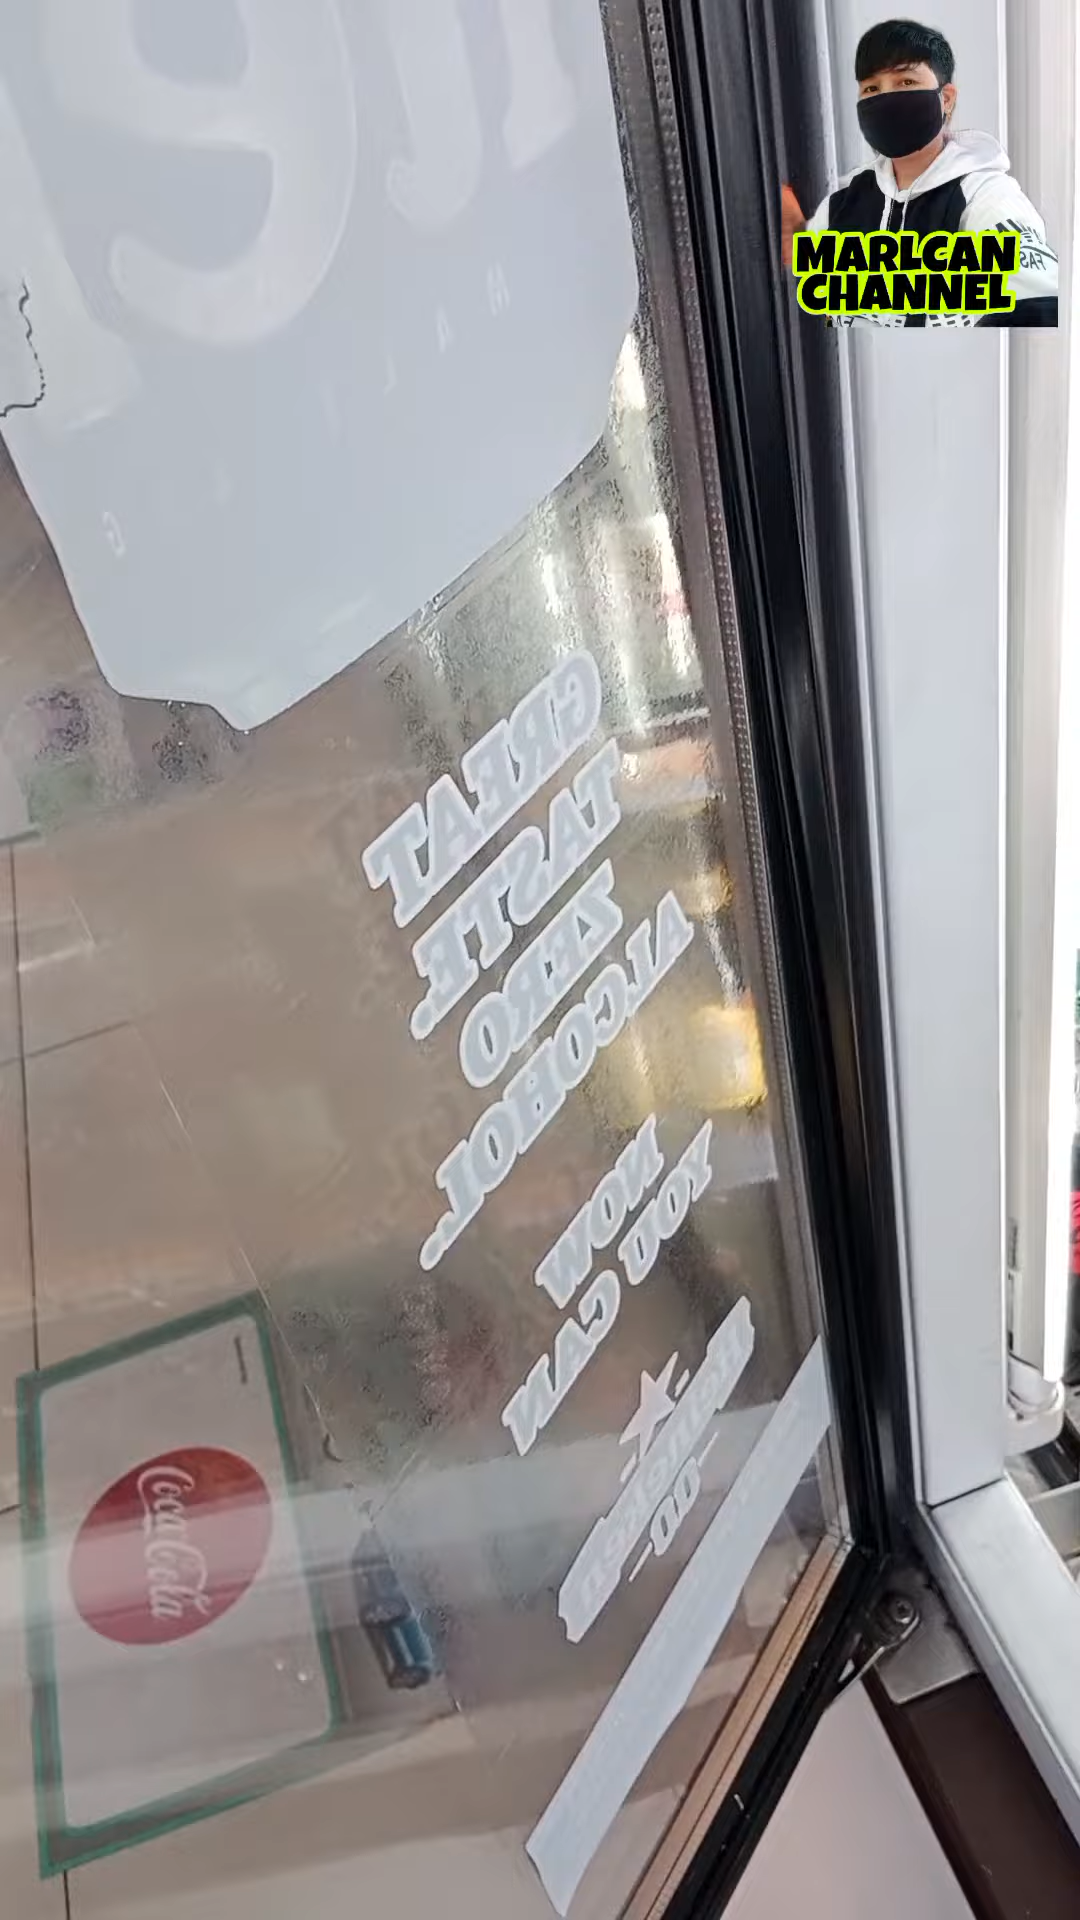 MARLCAN
CHANNEL
GREAT
TASTE.
ZERO
ALCOHOL.
NOW
YOU CAN
Heineken
0.0
Coca-Cola